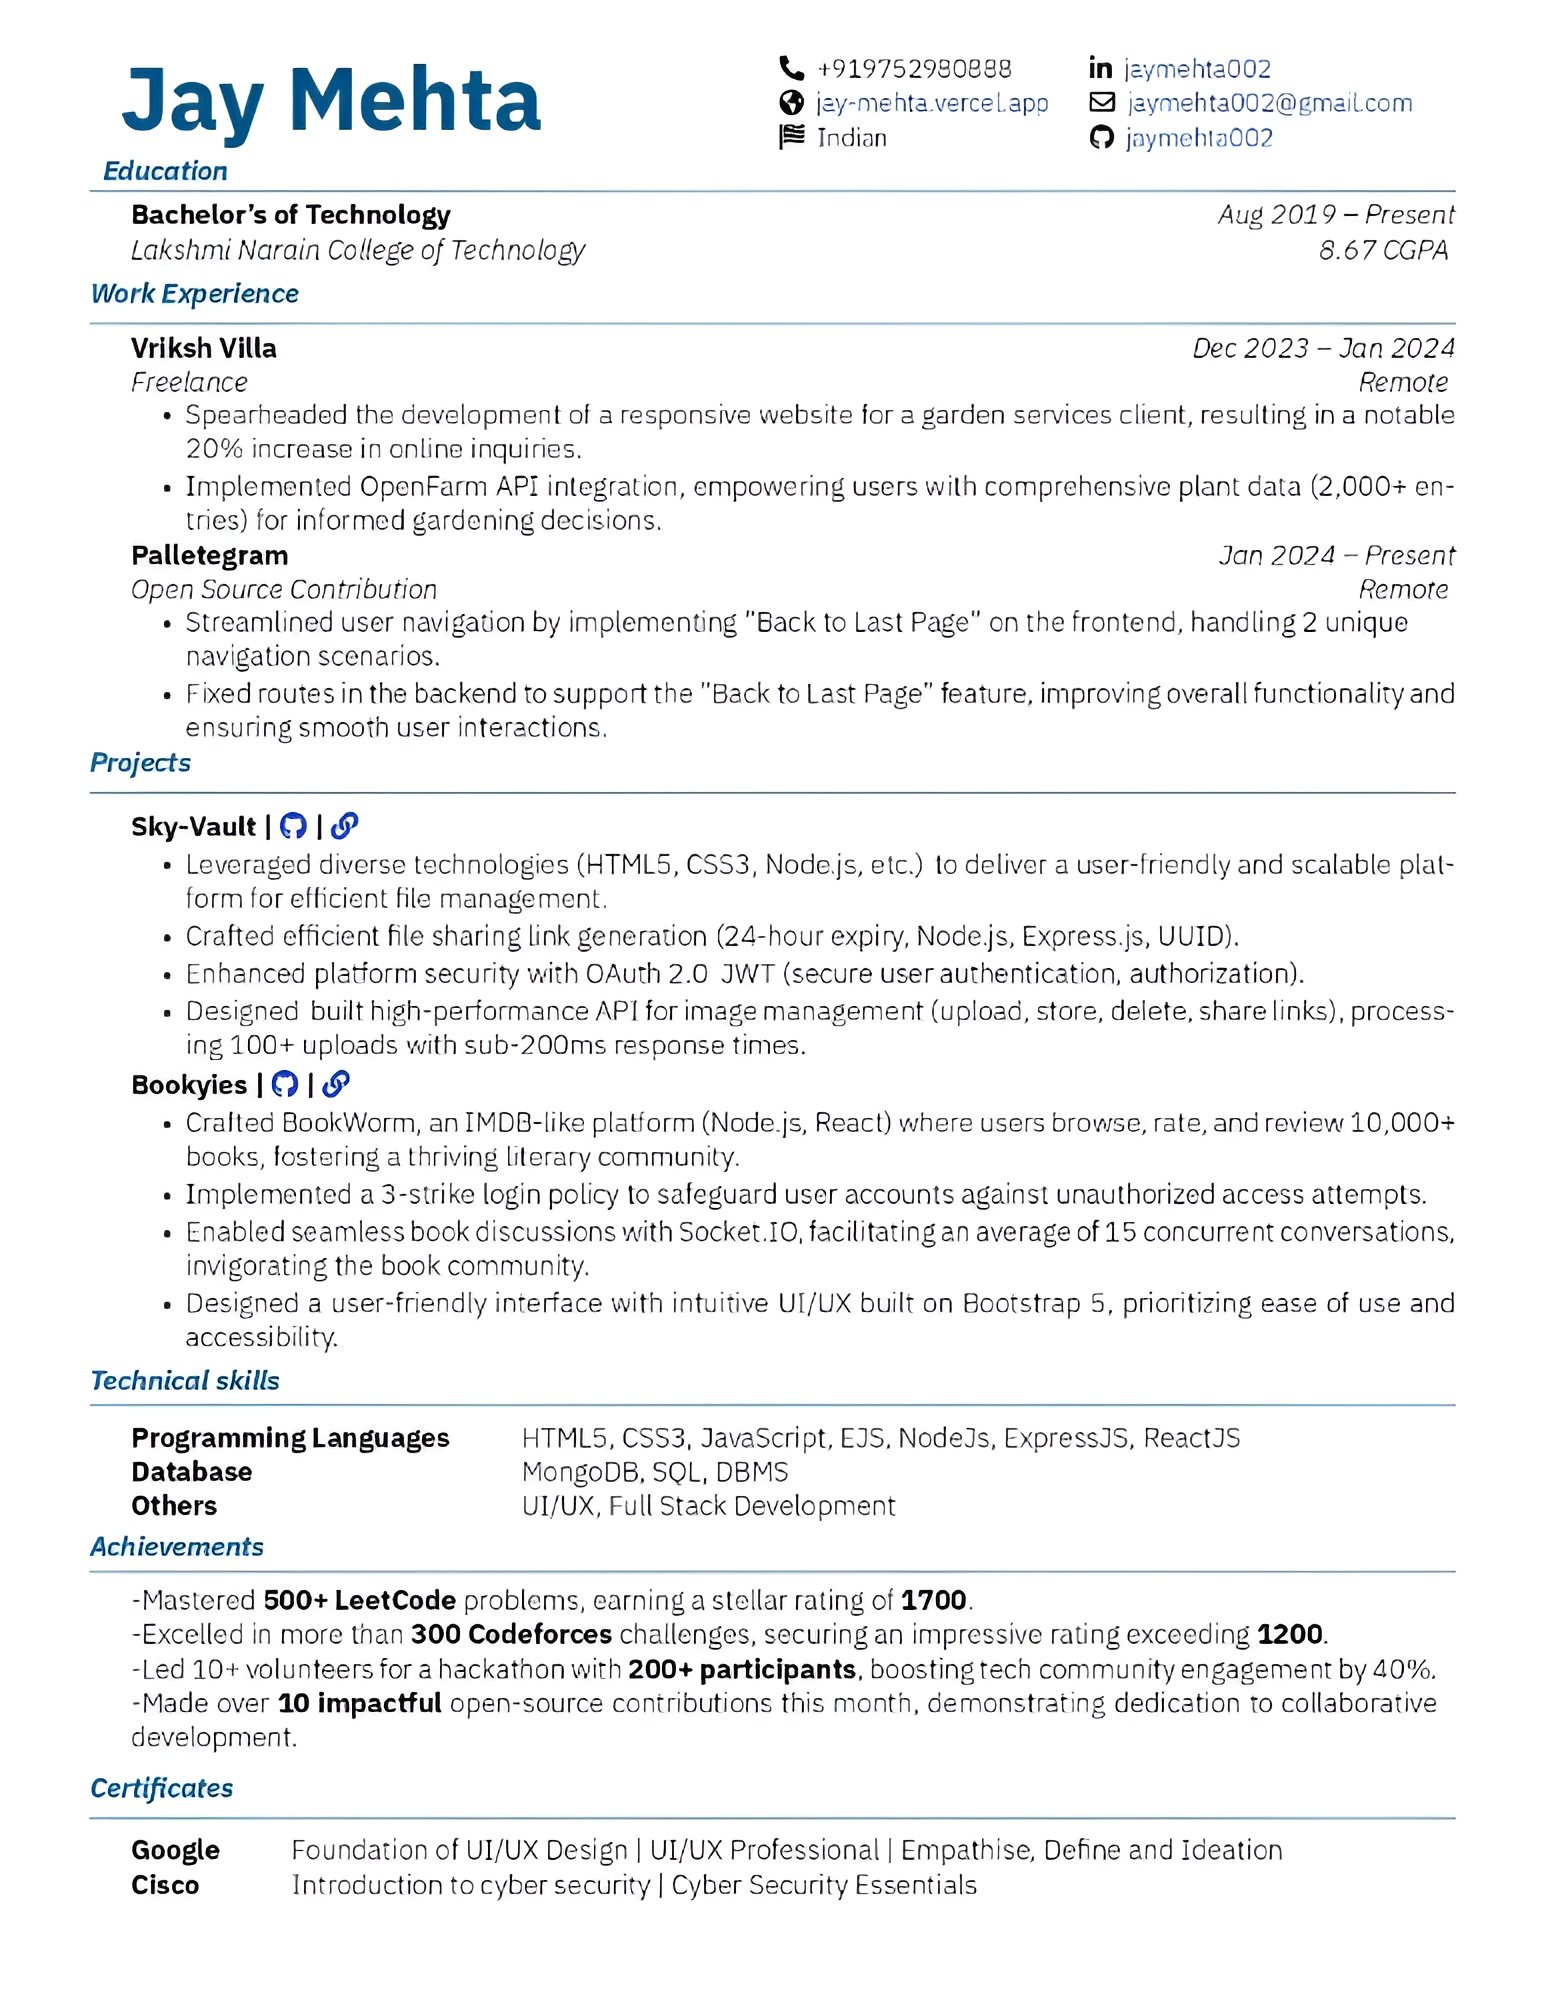 Jay Mehta
+919752980888
jaymehta002
jay-mehta.vercel.app
jaymehta002@gmail.com
Indian
jaymehta002
Education
Bachelor's of Technology
Aug 2019 – Present
Lakshmi Narain College of Technology
8.67 CGPA
Work Experience
Vriksh Villa
Dec 2023 – Jan 2024
Freelance
Remote
• Spearheaded the development of a responsive website for a garden services client, resulting in a notable
20% increase in online inquiries.
• Implemented OpenFarm API integration, empowering users with comprehensive plant data (2,000+ en-
tries) for informed gardening decisions.
Palletegram
Jan 2024 – Present
Open Source Contribution
Remote
• Streamlined user navigation by implementing "Back to Last Page" on the frontend, handling 2 unique
navigation scenarios.
• Fixed routes in the backend to support the "Back to Last Page" feature, improving overall functionality and
ensuring smooth user interactions.
Projects
Sky-Vault | |
• Leveraged diverse technologies (HTML5, CSS3, Node.js, etc.) to deliver a user-friendly and scalable plat-
form for efficient file management.
• Crafted efficient file sharing link generation (24-hour expiry, Node.js, Express.js, UUID).
• Enhanced platform security with OAuth 2.0 JWT (secure user authentication, authorization).
• Designed built high-performance API for image management (upload, store, delete, share links), process-
ing 100+ uploads with sub-200ms response times.
Bookyies | |
• Crafted BookWorm, an IMDB-like platform (Node.js, React) where users browse, rate, and review 10,000+
books, fostering a thriving literary community.
• Implemented a 3-strike login policy to safeguard user accounts against unauthorized access attempts.
• Enabled seamless book discussions with Socket.IO, facilitating an average of 15 concurrent conversations,
invigorating the book community.
• Designed a user-friendly interface with intuitive UI/UX built on Bootstrap 5, prioritizing ease of use and
accessibility.
Technical skills
Programming Languages HTML5, CSS3, JavaScript, EJS, NodeJs, ExpressJS, ReactJS
Database MongoDB, SQL, DBMS
Others UI/UX, Full Stack Development
Achievements
-Mastered 500+ LeetCode problems, earning a stellar rating of 1700.
-Excelled in more than 300 Codeforces challenges, securing an impressive rating exceeding 1200.
-Led 10+ volunteers for a hackathon with 200+ participants, boosting tech community engagement by 40%.
-Made over 10 impactful open-source contributions this month, demonstrating dedication to collaborative
development.
Certificates
Google Foundation of UI/UX Design | UI/UX Professional | Empathise, Define and Ideation
Cisco Introduction to cyber security | Cyber Security Essentials